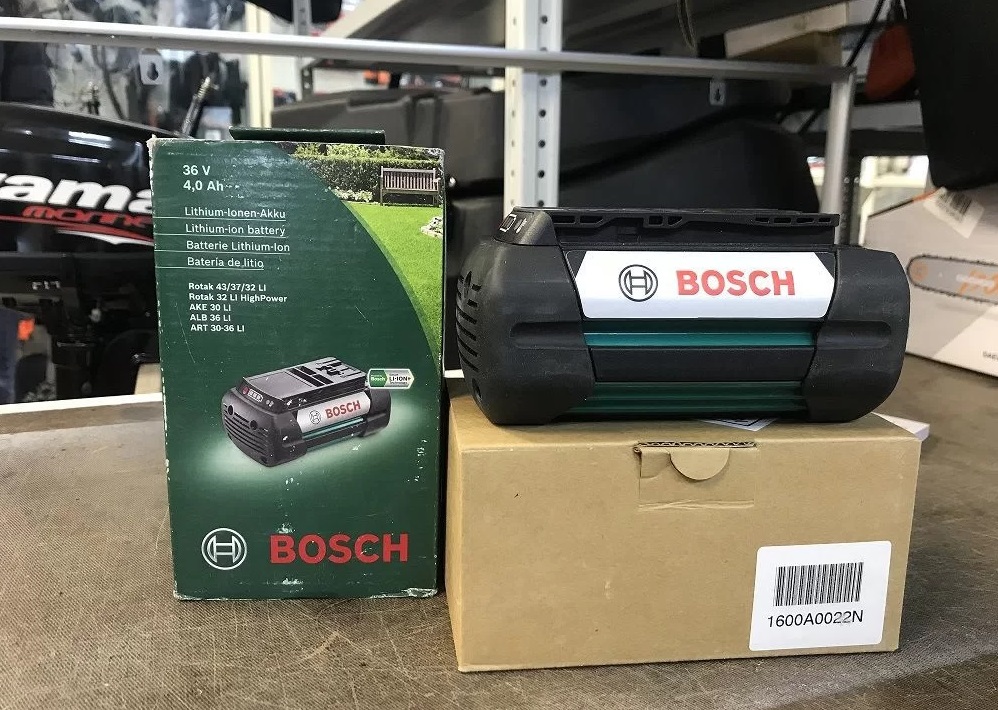 36 V
4,0 Ah
Lithium-Ionen-Akku
Lithium-ion battery
Batterie Lithium-Ion
Batería de litio
Rotak 43/37/32 LI
Rotak 32 LI HighPower
AKE 30 LI
ALB 36 LI
ART 30-36 LI
Bosch
LI-ION+
BOSCH
BOSCH
BOSCH
1600A0022N